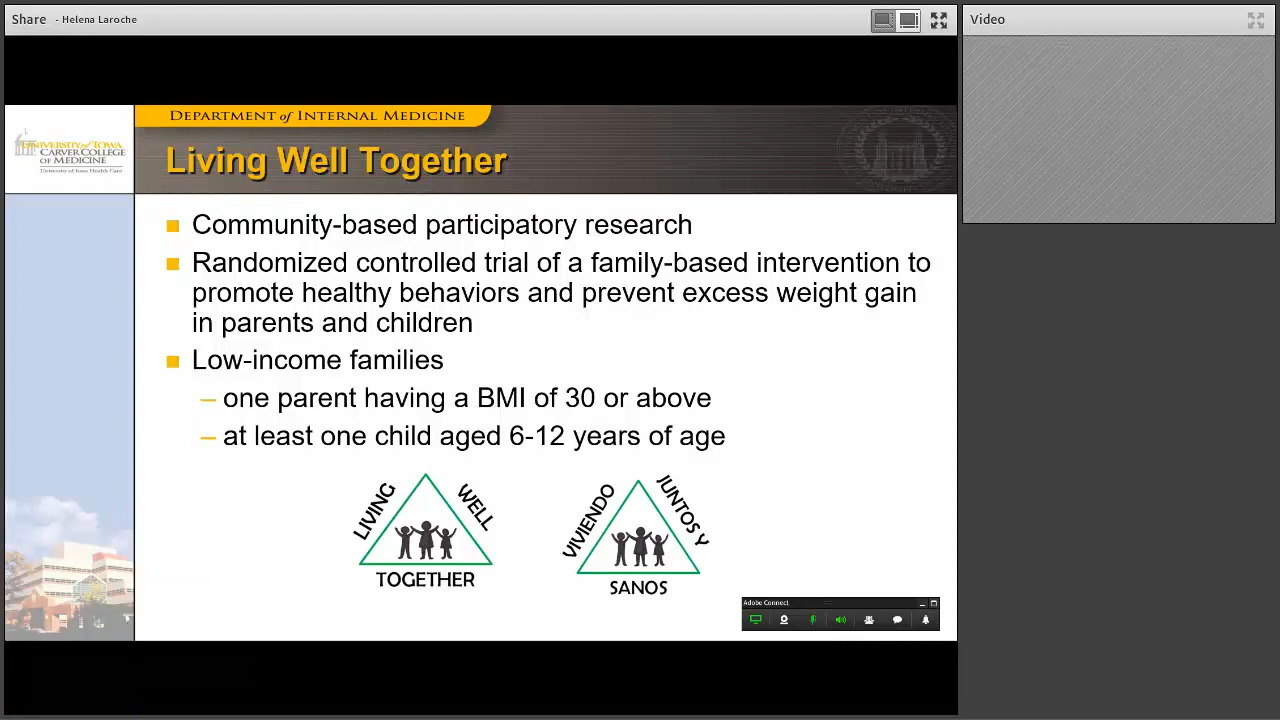 Share - Helena Laroche
Video
DEPARTMENT of INTERNAL MEDICINE
UNIVERSITY OF IOWA
CARVER COLLEGE
OF MEDICINE
University of Iowa Health Care
Living Well Together
Community-based participatory research
Randomized controlled trial of a family-based intervention to
promote healthy behaviors and prevent excess weight gain
in parents and children
Low-income families
– one parent having a BMI of 30 or above
– at least one child aged 6-12 years of age
LIVING WELL
TOGETHER
VIVIENDO JUNTOS Y
SANOS
Adobe Connect